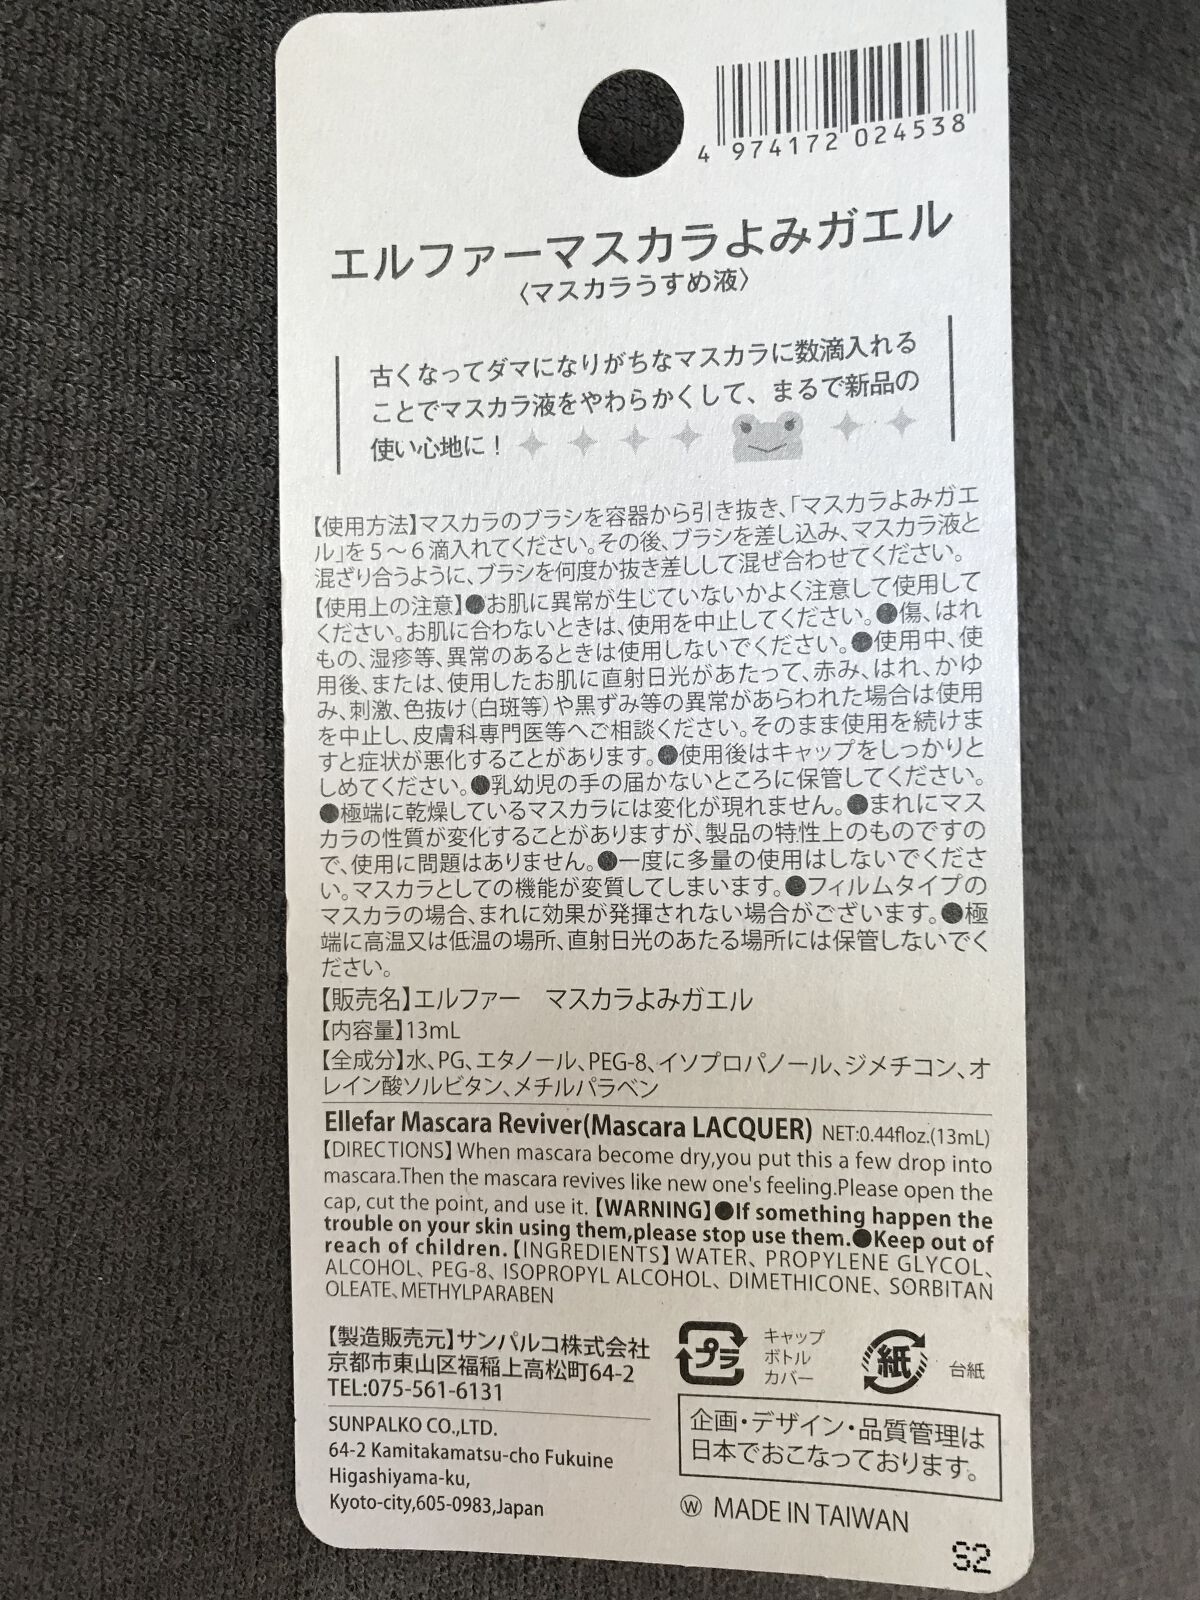 4 974172 024538
エルファーマスカラよみガエル
〈マスカラうすめ液〉
古くなってダマになりがちなマスカラに数滴入れる
ことでマスカラ液をやわらかくして、まるで新品の
使い心地に!
【使用方法】マスカラのブラシを容器から引き抜き、「マスカラよみガエ
ル」を5〜6滴入れてください。その後、ブラシを差し込み、マスカラ液と
混ざり合うように、ブラシを何度か抜き差しして混ぜ合わせてください。
【使用上の注意】●お肌に異常が生じていないかよく注意して使用して
ください。お肌に合わないときは、使用を中止してください。●傷、はれ
もの、湿疹等、異常のあるときは使用しないでください。●使用中、使
用後、または、使用したお肌に直射日光があたって、赤み、はれ、かゆ
み、刺激、色抜け(白斑等)や黒ずみ等の異常があらわれた場合は使用
を中止し、皮膚科専門医等へご相談ください。そのまま使用を続けま
すと症状が悪化することがあります。●使用後はキャップをしっかりと
しめてください。●乳幼児の手の届かないところに保管してください。
●極端に乾燥しているマスカラには変化が現れません。●まれにマス
カラの性質が変化することがありますが、製品の特性上のものですの
で、使用に問題はありません。●一度に多量の使用はしないでくださ
い。マスカラとしての機能が変質してしまいます。●フィルムタイプの
マスカラの場合、まれに効果が発揮されない場合がございます。●極
端に高温又は低温の場所、直射日光のあたる場所には保管しないでく
ださい。
【販売名】エルファー　マスカラよみガエル
【内容量】13mL
【全成分】水、PG、エタノール、PEG-8、イソプロパノール、ジメチコン、オ
レイン酸ソルビタン、メチルパラベン
Ellefar Mascara Reviver(Mascara LACQUER) NET:0.44floz.(13mL)
【DIRECTIONS】When mascara become dry,you put this a few drop into
mascara.Then the mascara revives like new one's feeling.Please open the
cap, cut the point, and use it.【WARNING】●If something happen the
trouble on your skin using them,please stop use them.●Keep out of
reach of children.【INGREDIENTS】WATER、PROPYLENE GLYCOL、
ALCOHOL、PEG-8、ISOPROPYL ALCOHOL、DIMETHICONE、SORBITAN
OLEATE、METHYLPARABEN
【製造販売元】サンパルコ株式会社
京都市東山区福稲上高松町64-2
TEL:075-561-6131
SUNPALKO CO.,LTD.
64-2 Kamitakamatsu-cho Fukuine
Higashiyama-ku,
Kyoto-city,605-0983,Japan
プラ
キャップ
ボトル
カバー
紙
台紙
企画・デザイン・品質管理は
日本でおこなっております。
Ⓦ MADE IN TAIWAN
S2